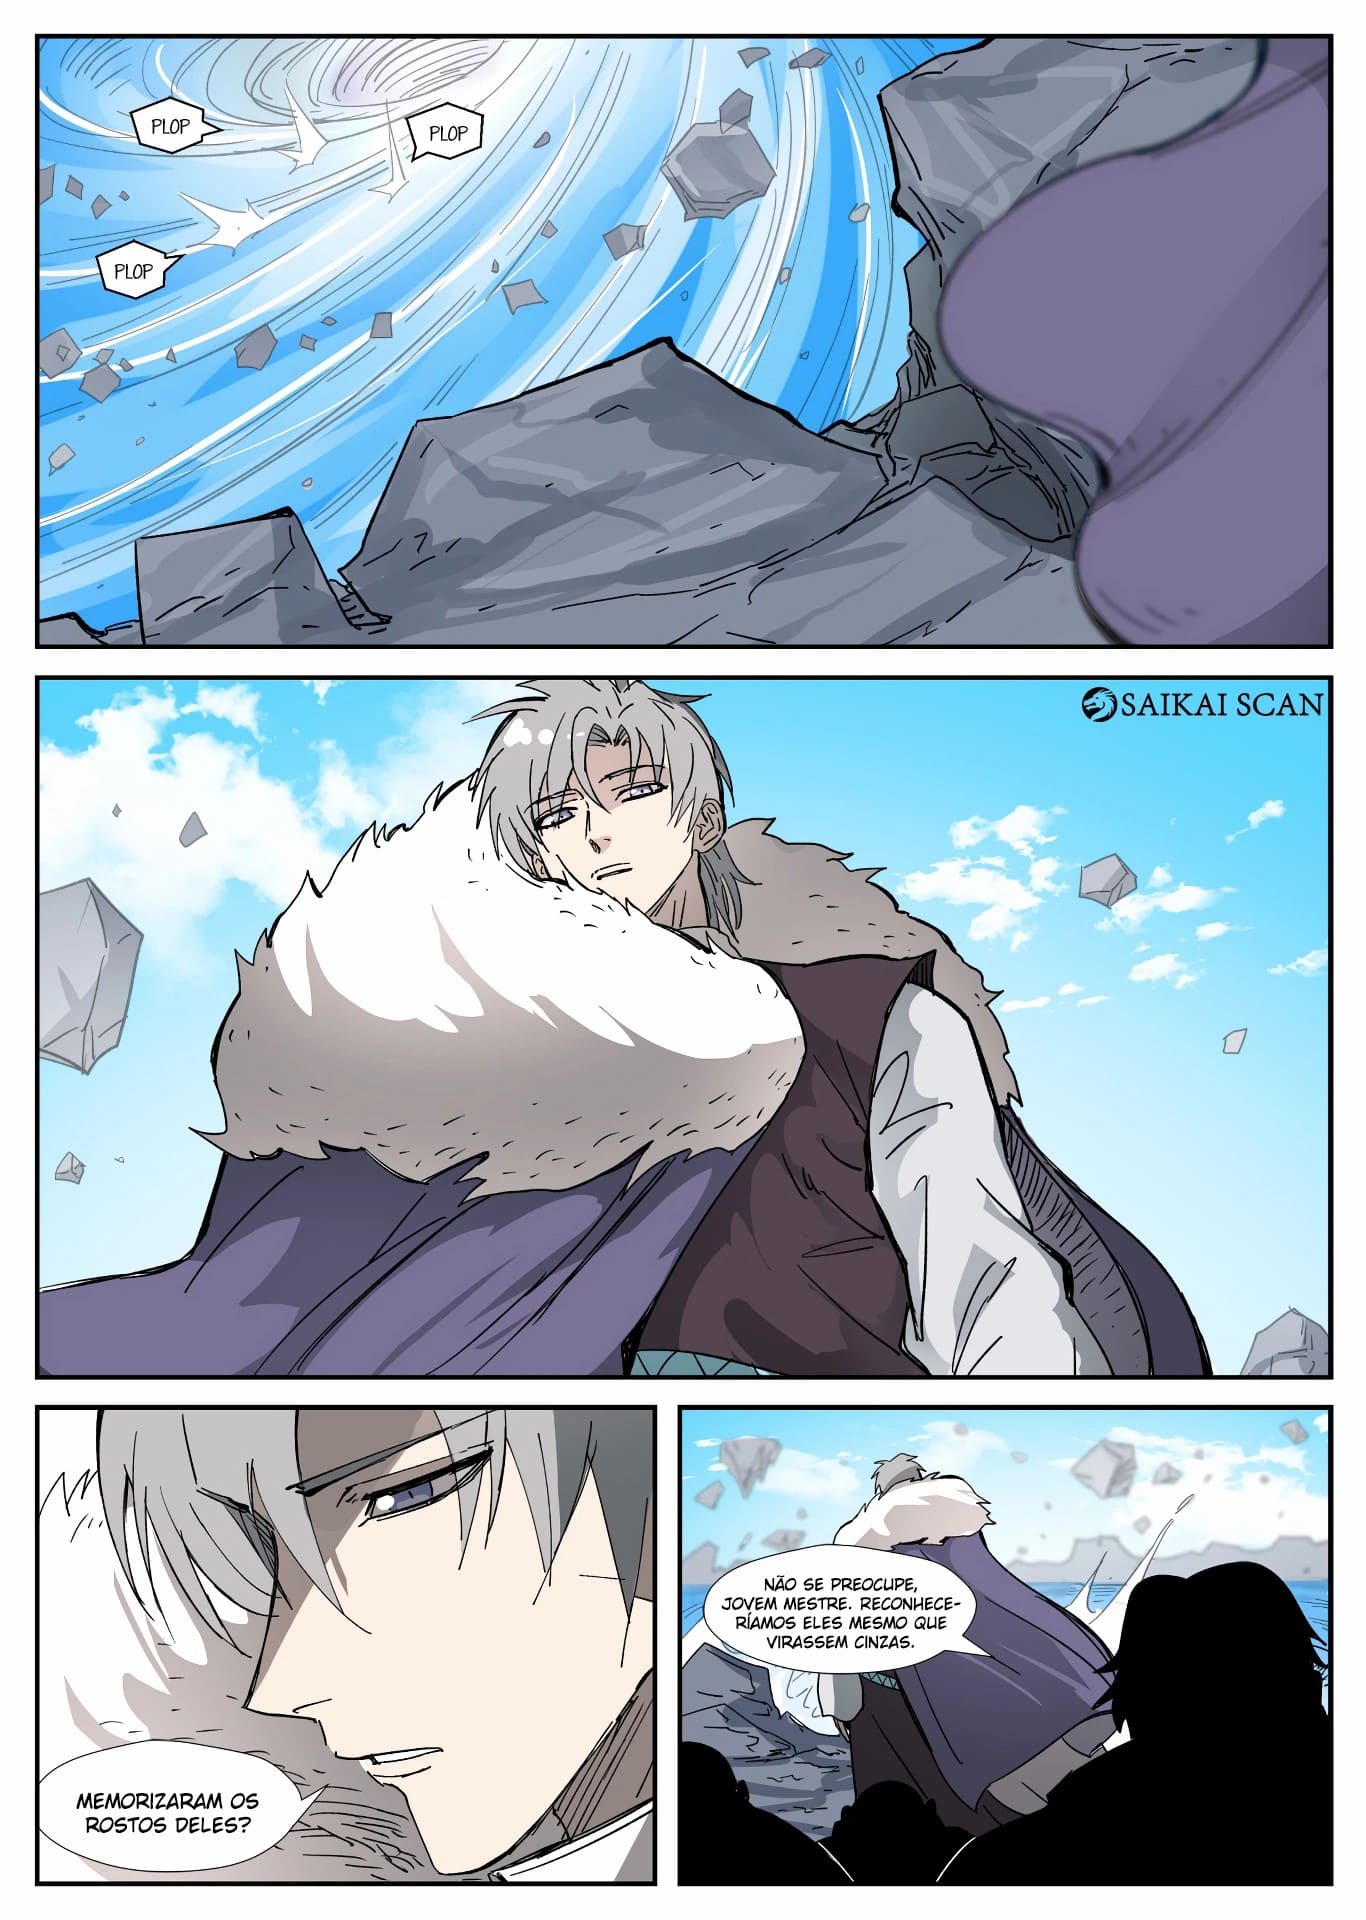 PLOP
PLOP
PLOP
SAIKAI SCAN
MEMORIZARAM OS
ROSTOS DELES?
NÃO SE PREOCUPE,
JOVEM MESTRE. RECONHECE-
RÍAMOS ELES MESMO QUE
VIRASSEM CINZAS.